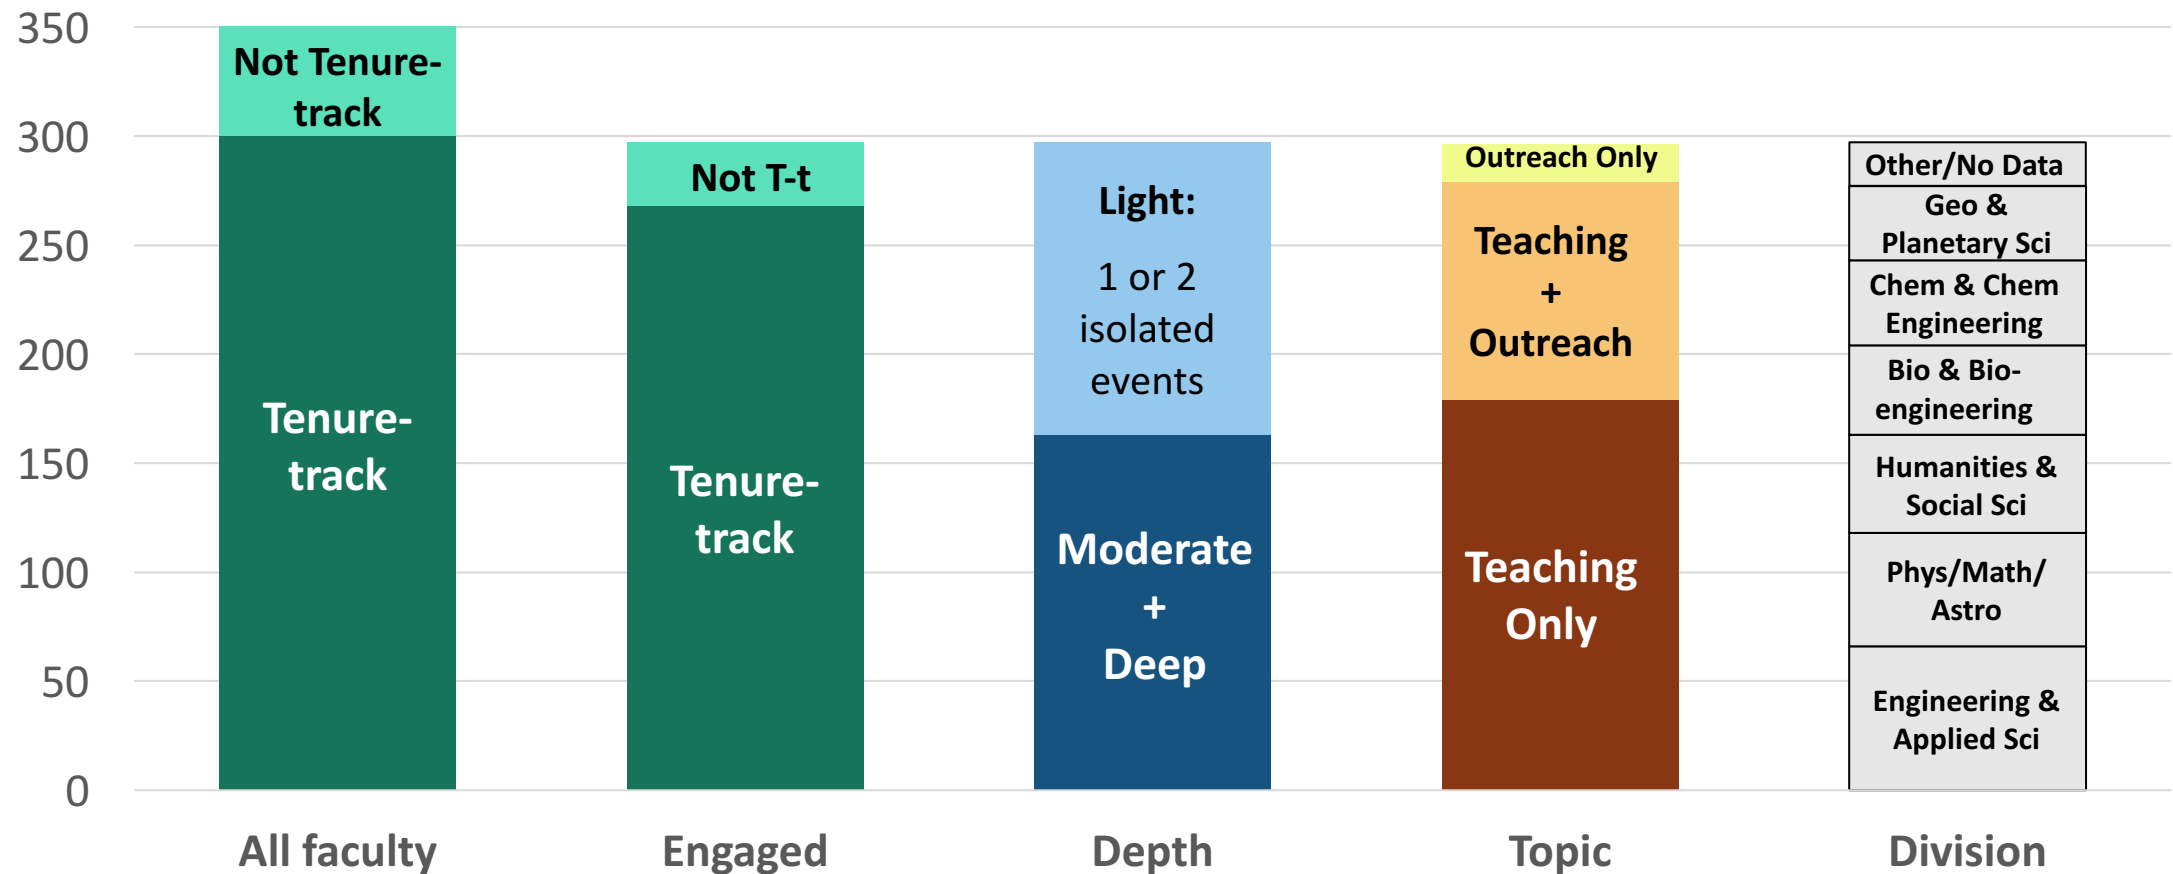 350
300
250
200
150
100
50
0
Not Tenure-
track
Tenure-
track
All faculty
Not T-t
Tenure-
track
Engaged
Light:
1 or 2
isolated
events
Moderate
+
Deep
Depth
Outreach Only
Teaching
+
Outreach
Teaching
Only
Topic
Other/No Data
Geo &
Planetary Sci
Chem & Chem
Engineering
Bio & Bio-
engineering
Humanities &
Social Sci
Phys/Math/
Astro
Engineering &
Applied Sci
Division